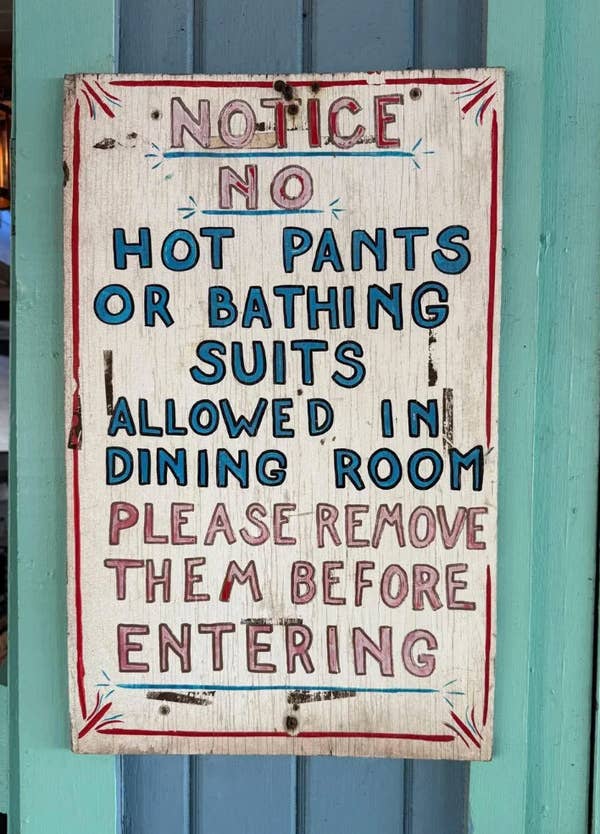 NOTICE
NO
HOT PANTS
OR BATHING
SUITS
ALLOWED IN
DINING ROOM
PLEASE REMOVE
THEM BEFORE
ENTERING